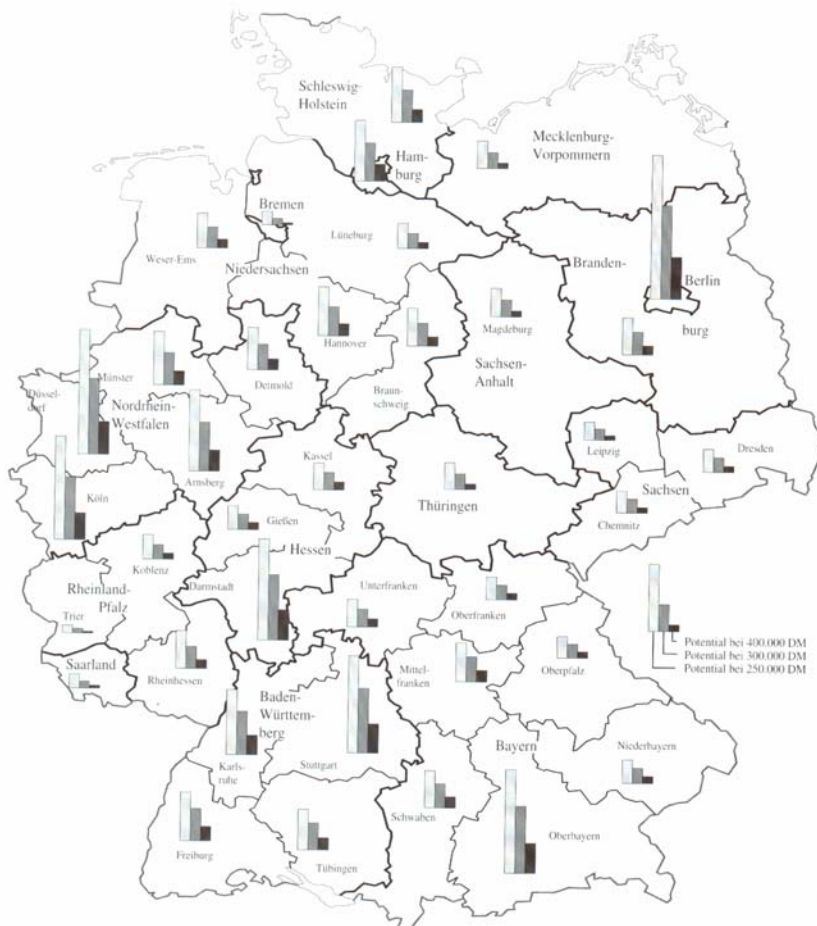 Schleswig-
Holstein
Mecklenburg-
Vorpommern
Ham-
burg
Bremen
Lüneburg
Weser-Ems
Niedersachsen
Branden-
burg
Berlin
Hannover
Magdeburg
Sachsen-
Anhalt
Braun-
schweig
Detmold
Münster
Düssel-
dorf
Nordrhein-
Westfalen
Arnsberg
Köln
Kassel
Gießen
Hessen
Thüringen
Leipzig
Dresden
Sachsen
Chemnitz
Koblenz
Rheinland-
Pfalz
Trier
Darmstadt
Unterfranken
Oberfranken
Saarland
Rheinhessen
Mittel-
franken
Oberpfalz
Potential bei 400.000 DM
Potential bei 300.000 DM
Potential bei 250.000 DM
Baden-
Württem-
berg
Karls-
ruhe
Stuttgart
Bayern
Niederbayern
Schwaben
Oberbayern
Freiburg
Tübingen